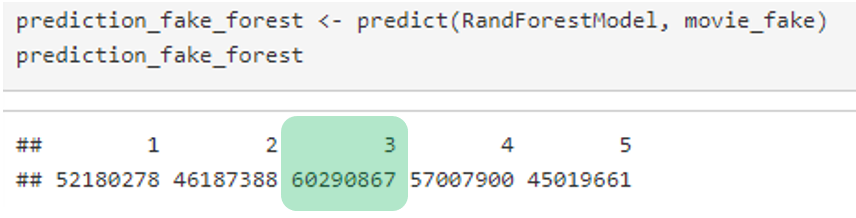 prediction_fake_forest <- predict(RandForestModel, movie_fake)
prediction_fake_forest
## 1 2 3 4 5
## 52180278 46187388 60290867 57007900 45019661